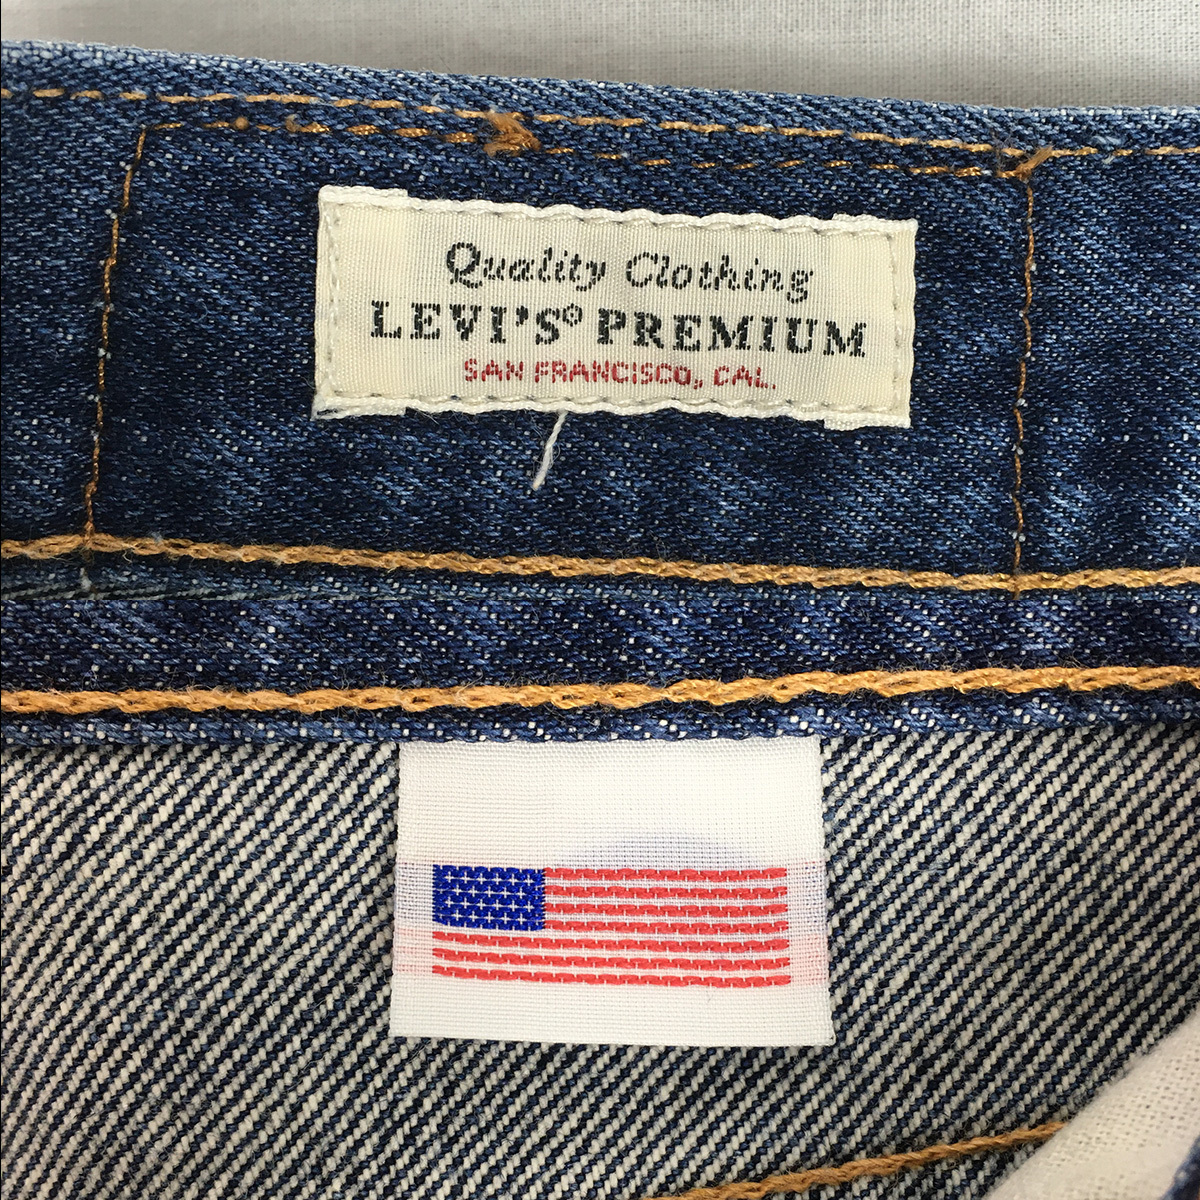 Quality Clothing
LEVI'S® PREMIUM
SAN FRANCISCO, CAL.